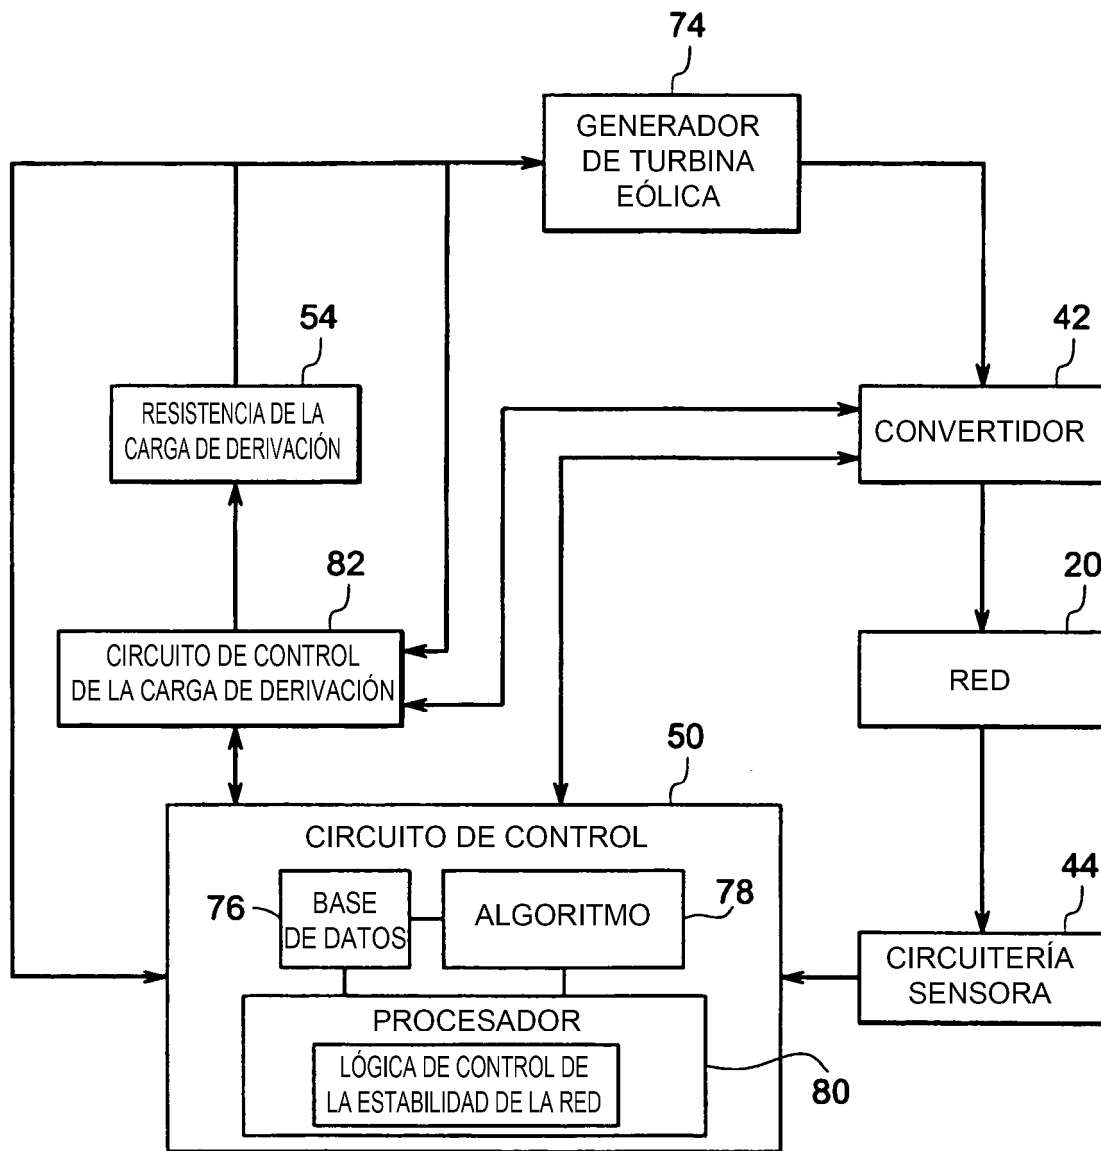 74
GENERADOR
DE TURBINA
EÓLICA
54
RESISTENCIA DE LA
CARGA DE DERIVACIÓN
42
CONVERTIDOR
82
CIRCUITO DE CONTROL
DE LA CARGA DE DERIVACIÓN
20
RED
50
CIRCUITO DE CONTROL
76
BASE
DE DATOS
ALGORITMO
78
44
CIRCUITERÍA
SENSORA
PROCESADOR
LÓGICA DE CONTROL DE
LA ESTABILIDAD DE LA RED
80